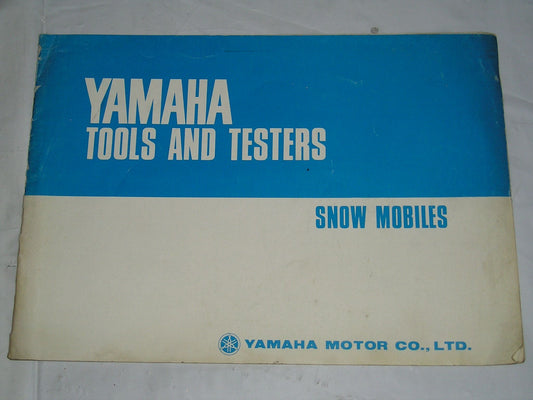 YAMAHA
TOOLS AND TESTERS
SNOW MOBILES
YAMAHA MOTOR CO., LTD.